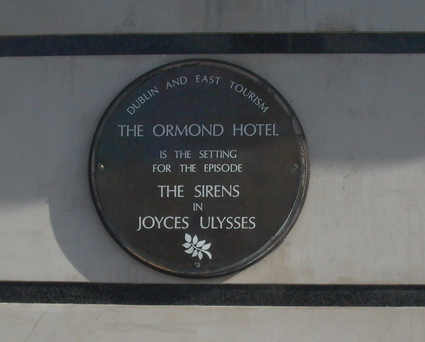 DUBLIN AND EAST TOURISM
THE ORMOND HOTEL
IS THE SETTING
FOR THE EPISODE
THE SIRENS
IN
JOYCES ULYSSES